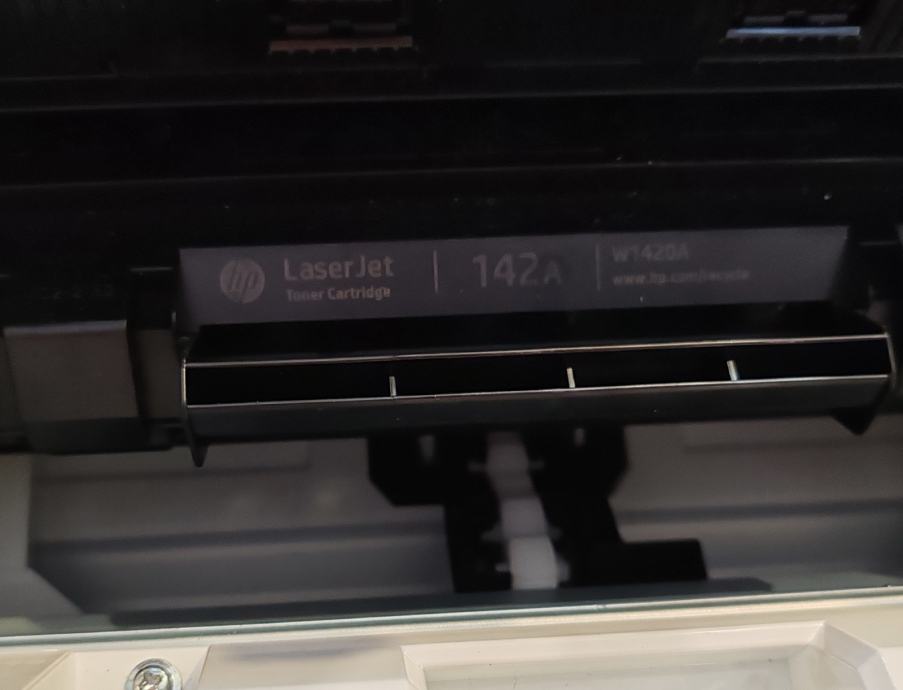 hp
LaserJet
Toner Cartridge
142A
W1420A
www.hp.com/recycle